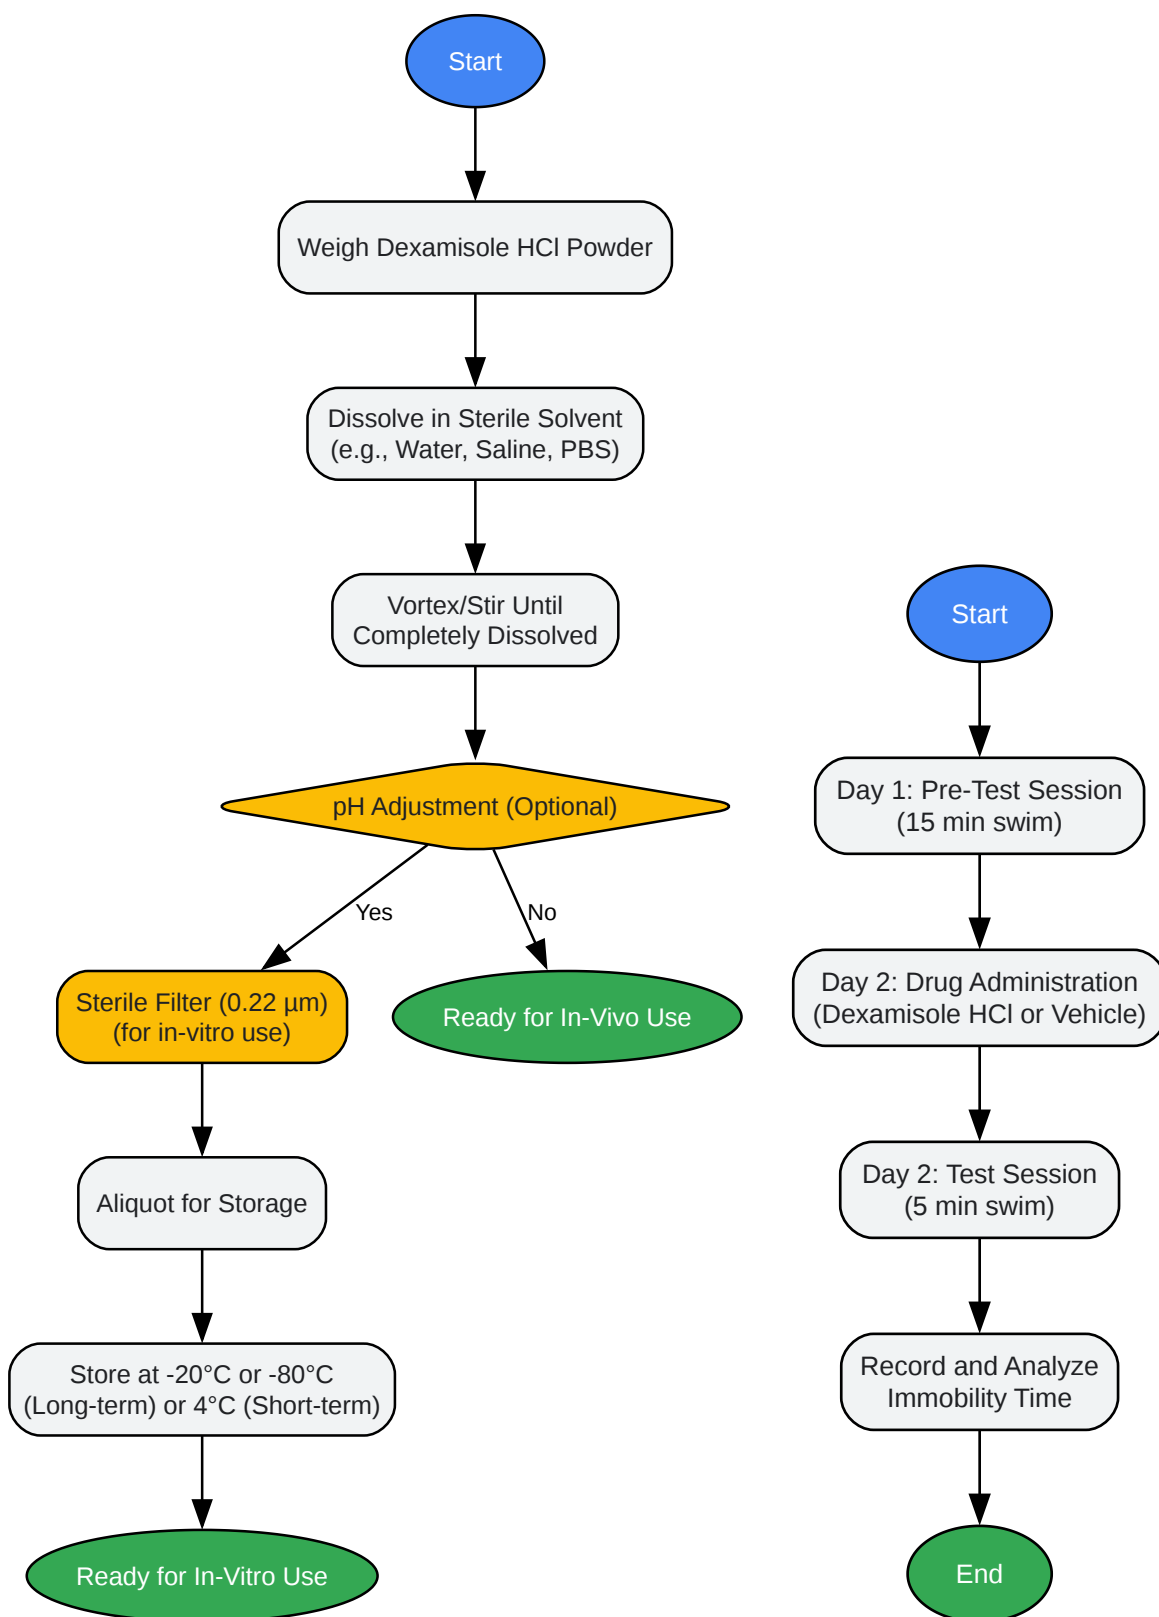 Start
Weigh Dexamisole HCl Powder
Dissolve in Sterile Solvent
(e.g., Water, Saline, PBS)
Vortex/Stir Until
Completely Dissolved
pH Adjustment (Optional)
Yes
No
Sterile Filter (0.22 µm)
(for in-vitro use)
Ready for In-Vivo Use
Aliquot for Storage
Store at -20°C or -80°C
(Long-term) or 4°C (Short-term)
Ready for In-Vitro Use
Start
Day 1: Pre-Test Session
(15 min swim)
Day 2: Drug Administration
(Dexamisole HCl or Vehicle)
Day 2: Test Session
(5 min swim)
Record and Analyze
Immobility Time
End